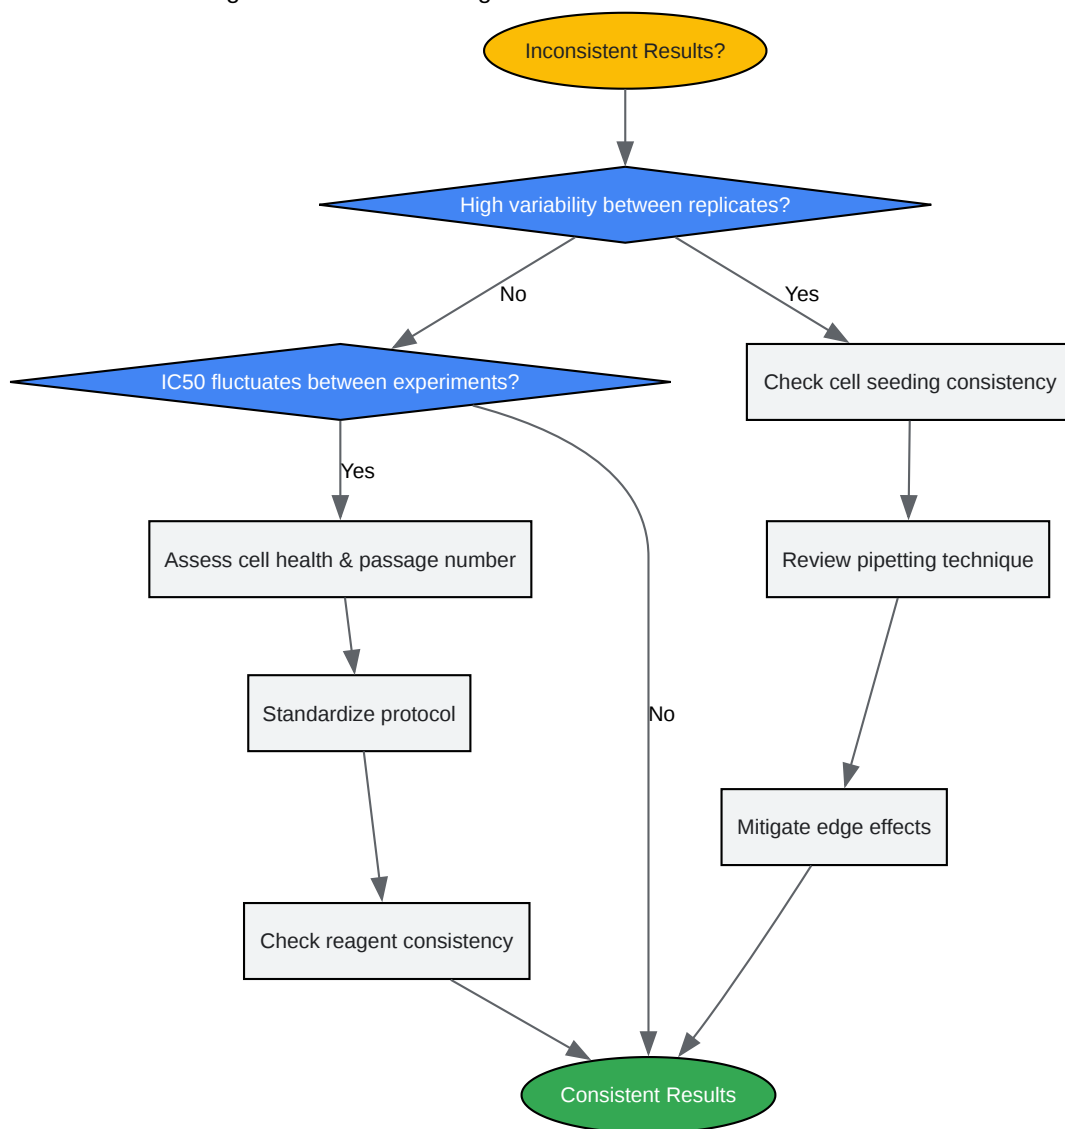 Inconsistent Results?
High variability between replicates?
No
Yes
IC50 fluctuates between experiments?
Check cell seeding consistency
Yes
Assess cell health & passage number
Review pipetting technique
Standardize protocol
No
Mitigate edge effects
Check reagent consistency
Consistent Results